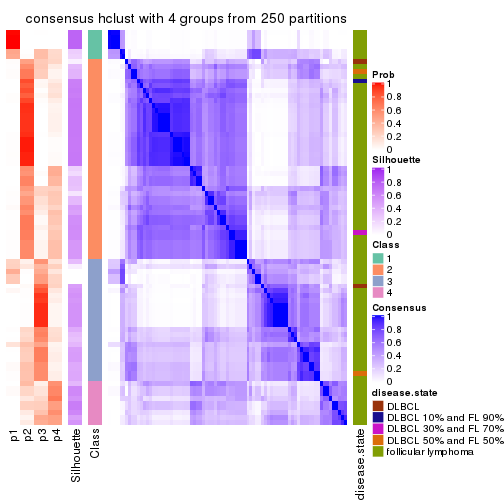 consensus hclust with 4 groups from 250 partitions
Prob
1
0.8
0.6
0.4
0.2
0
Silhouette
1
0.8
0.6
0.4
0.2
0
Class
1
2
3
4
Consensus
1
0.8
0.6
0.4
0.2
0
disease.state
DLBCL
DLBCL 10% and FL 90%
DLBCL 30% and FL 70%
DLBCL 50% and FL 50%
follicular lymphoma
p1
p2
p3
p4
Silhouette
Class
disease.state